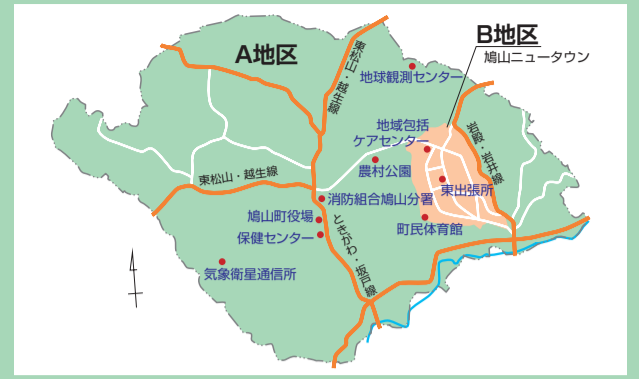 A地区
B地区
鳩山ニュータウン
東松山・越生線
地球観測センター
地域包括
ケアセンター
岩殿・岩井線
農村公園
東松山・越生線
東出張所
消防組合鳩山分署
鳩山町役場
町民体育館
保健センター
ときがわ・坂戸線
気象衛星通信所